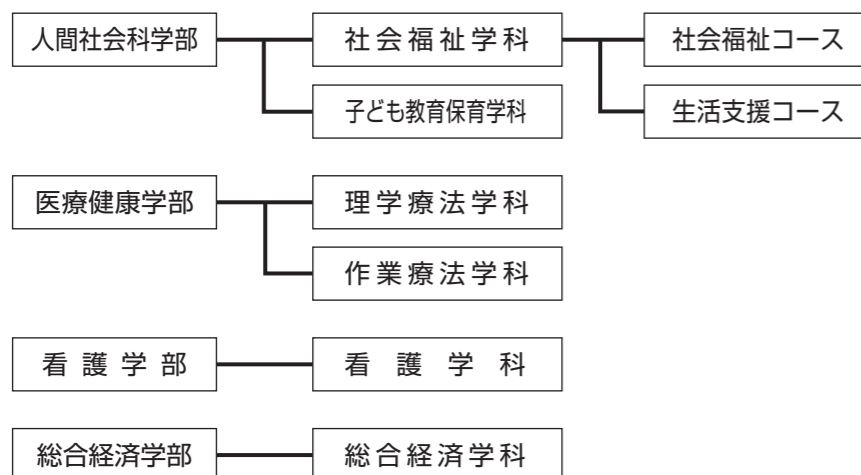 人間社会科学部
社会福祉学科
社会福祉コース
子ども教育保育学科
生活支援コース
医療健康学部
理学療法学科
作業療法学科
看護学部
看護学科
総合経済学部
総合経済学科